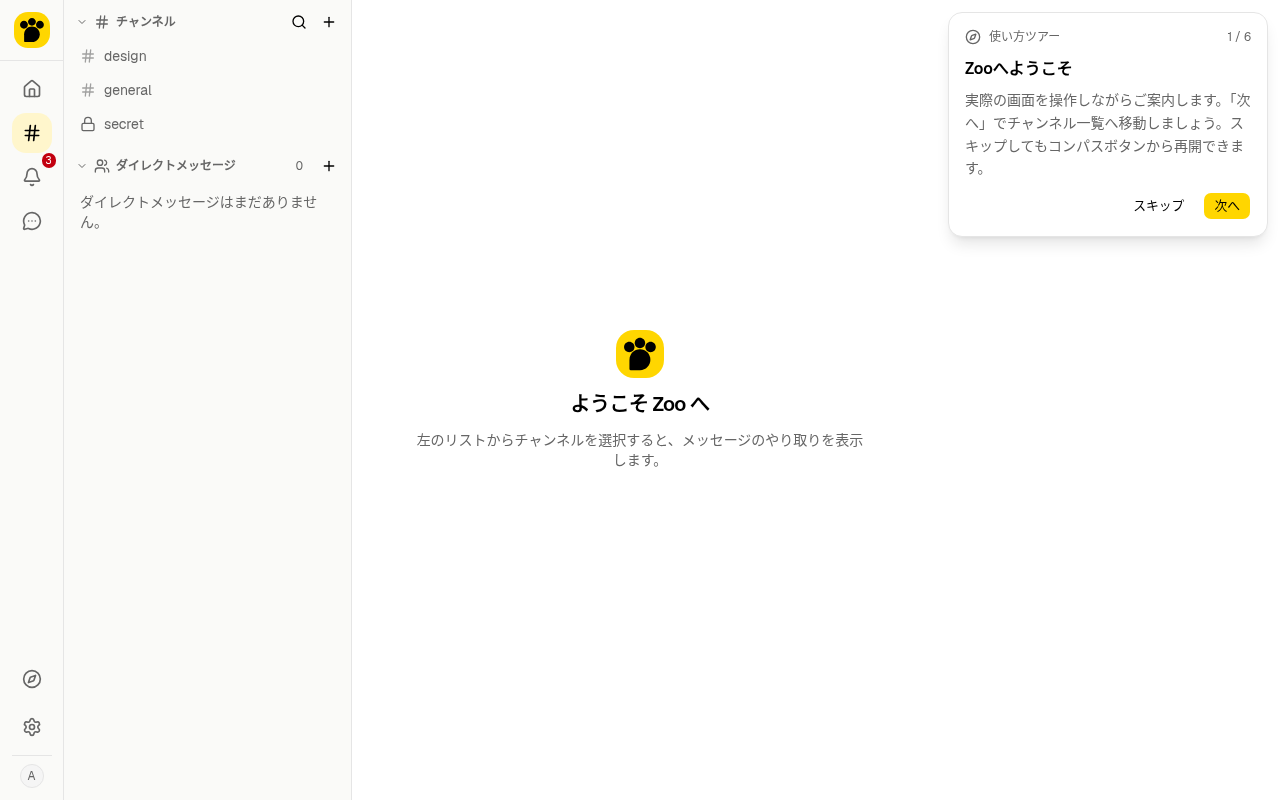 チャンネル
design
general
secret
3
ダイレクトメッセージ
0
ダイレクトメッセージはまだありませ
ん。
A
ようこそ Zoo へ
左のリストからチャンネルを選択すると、メッセージのやり取りを表示
します。
使い方ツアー
1 / 6
Zooへようこそ
実際の画面を操作しながらご案内します。「次
へ」でチャンネル一覧へ移動しましょう。ス
キップしてもコンパスボタンから再開できま
す。
スキップ
次へ